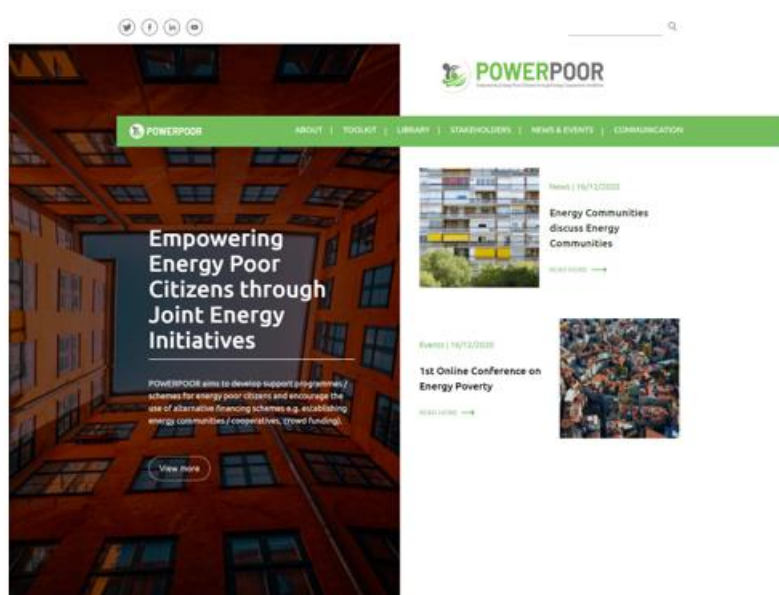 POWERPOOR
POWERPOOR
ABOUT | TOOLKIT | LIBRARY | STAKEHOLDERS | NEWS & EVENTS | COMMUNICATION
Empowering
Energy Poor
Citizens through
Joint Energy
Initiatives
POWERPOOR aims to develop support programmes /
schemes for energy poor citizens and encourage the
use of alternative financing schemes e.g. establishing
energy communities / cooperatives, crowd funding).
View more
News | 16/12/2020
Energy Communities
discuss Energy
Communities
READ MORE
Events | 16/12/2020
1st Online Conference on
Energy Poverty
READ MORE